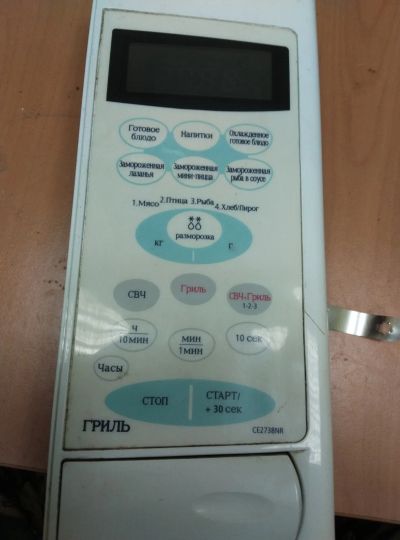 Готовое
блюдо
Напитки
Охлажденное
готовое блюдо
Замороженная
лазанья
Замороженная
мини-пицца
Замороженная
рыба в соусе
1.Мясо 2.Птица 3.Рыба 4.Хлеб/Пирог
разморозка
кг г.
СВЧ
Гриль
СВЧ-Гриль
1-2-3
ч
10мин
мин
1мин
10 сек
Часы
СТОП
СТАРТ/
+ 30 сек
ГРИЛЬ
CE2738NR